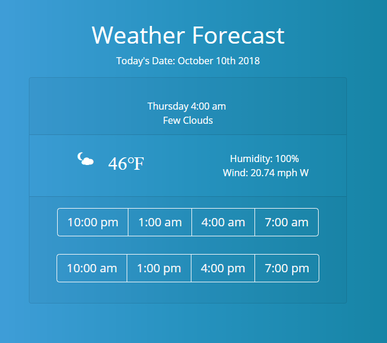 Weather Forecast
Today's Date: October 10th 2018
Thursday 4:00 am
Few Clouds
46°F
Humidity: 100%
Wind: 20.74 mph W
10:00 pm 1:00 am 4:00 am 7:00 am
10:00 am 1:00 pm 4:00 pm 7:00 pm